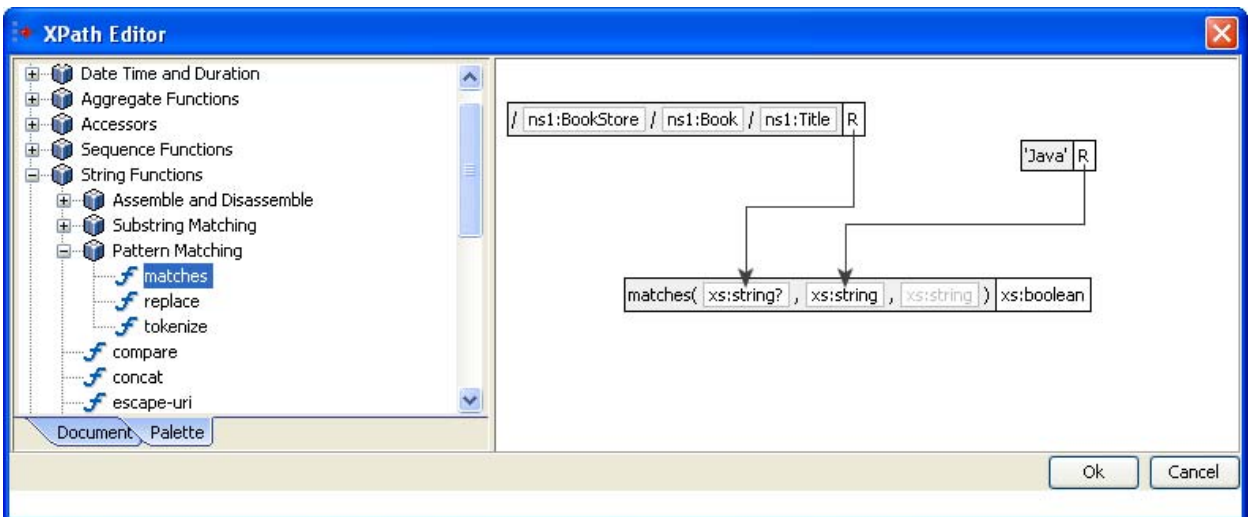 XPath Editor
Date Time and Duration
Aggregate Functions
Accessors
Sequence Functions
String Functions
Assemble and Disassemble
Substring Matching
Pattern Matching
matches
replace
tokenize
compare
concat
escape-uri
Document Palette
/ ns1:BookStore / ns1:Book / ns1:Title R
'Java' R
matches( xs:string? , xs:string , xs:string ) xs:boolean
Ok Cancel